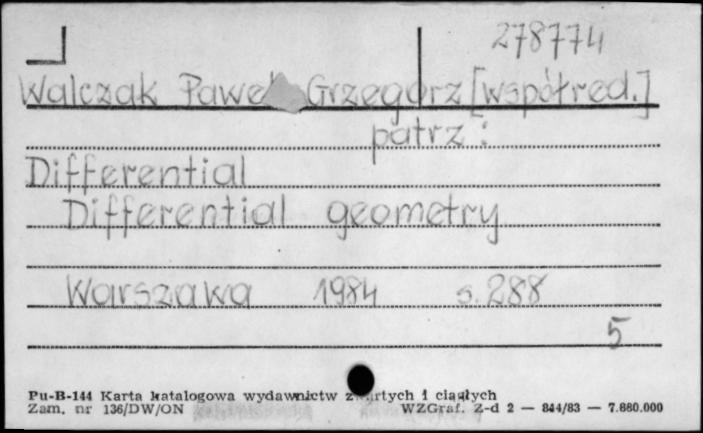 278774
Walczak Paweł Grzegorz [współred.]
patrz :
Differential
Differential geometry
Warszawa 1984 s. 288
5
Pu-B-144 Karta katalogowa wydawnictw zwartych i ciągłych
Zam. nr 136/DW/ON WZGraf. Z-d 2 — 844/83 — 7.880.000